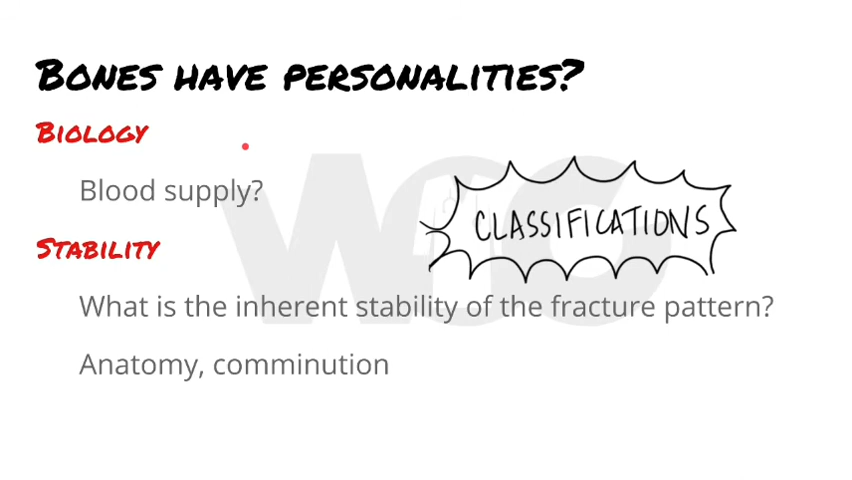 Bones have personalities?
Biology
Blood supply?
CLASSIFICATIONS
Stability
What is the inherent stability of the fracture pattern?
Anatomy, comminution